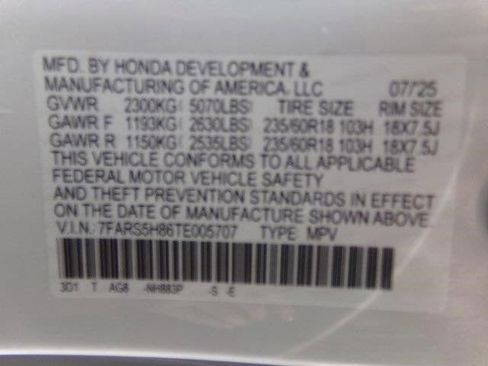 MFD. BY HONDA DEVELOPMENT &
MANUFACTURING OF AMERICA, LLC 07/25
GVWR 2300KG( 5070LBS) TIRE SIZE RIM SIZE
GAWR F 1193KG( 2630LBS) 235/60R18 103H 18X7.5J
GAWR R 1150KG( 2535LBS) 235/60R18 103H 18X7.5J
THIS VEHICLE CONFORMS TO ALL APPLICABLE
FEDERAL MOTOR VEHICLE SAFETY
AND THEFT PREVENTION STANDARDS IN EFFECT
ON THE DATE OF MANUFACTURE SHOWN ABOVE.
V.I.N.: 7FARS5H86TE005707 TYPE: MPV
3D1 T AG8 -NH883P -S -E